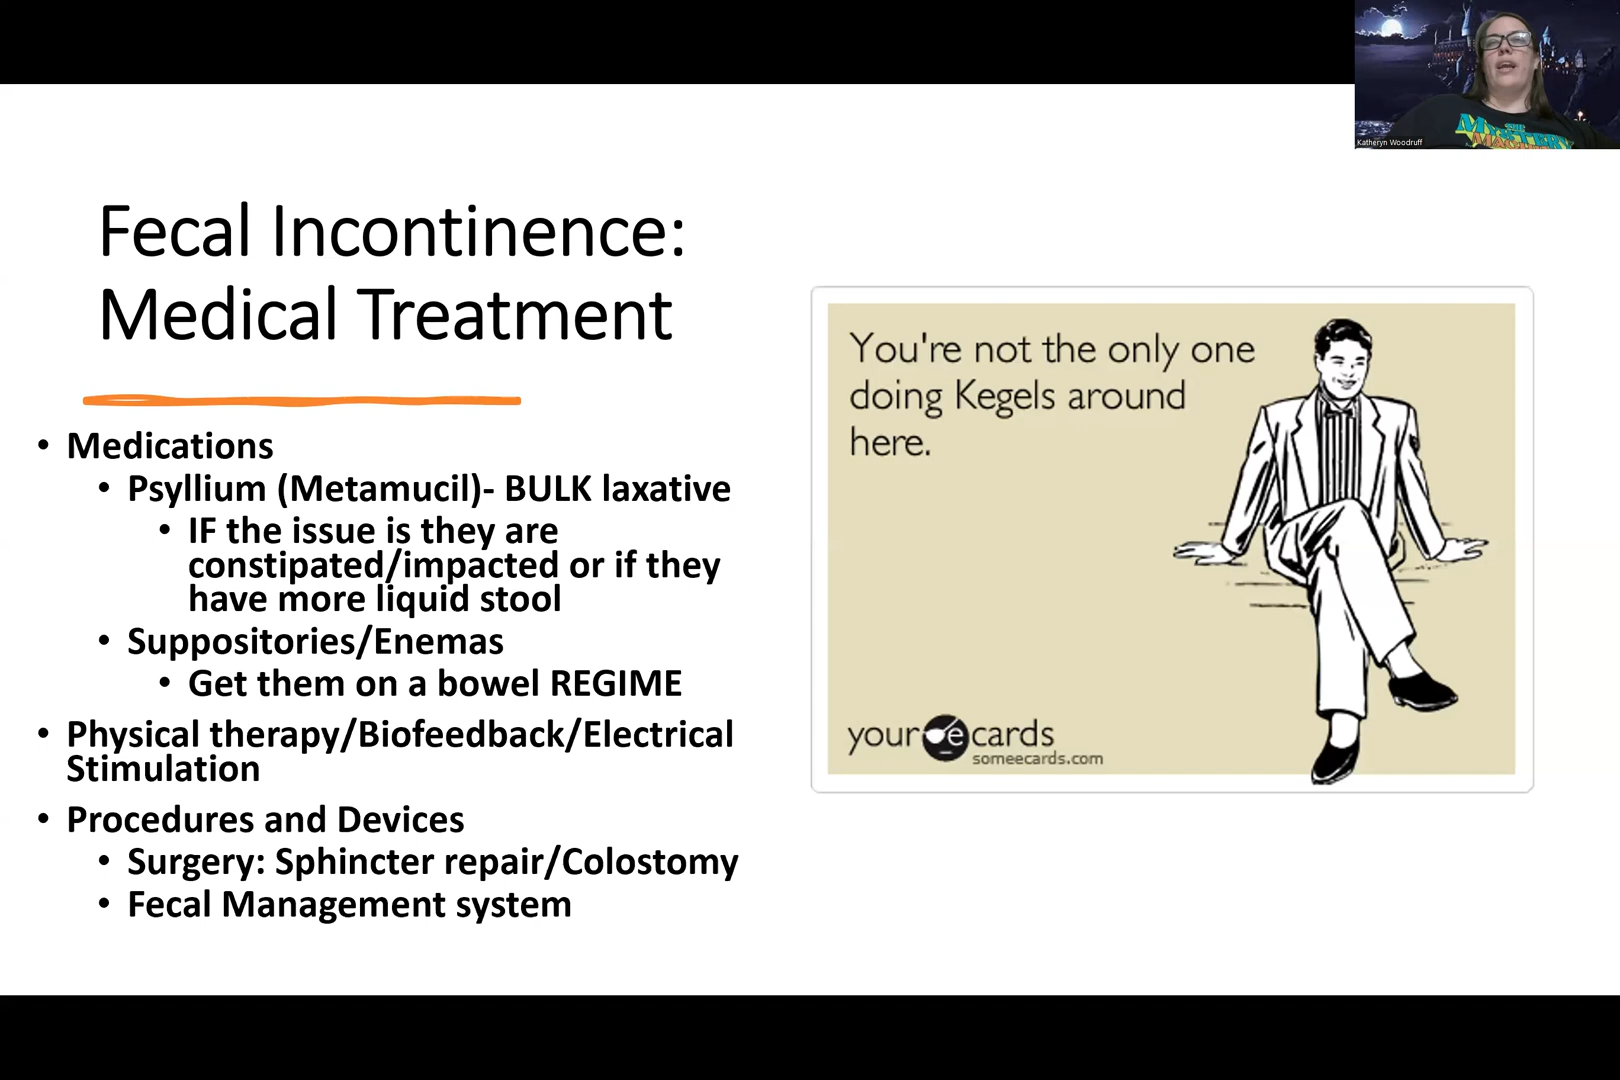 Katheryn Woodruff
THE
MYSTERY
Fecal Incontinence:
Medical Treatment
• Medications
• Psyllium (Metamucil)- BULK laxative
• IF the issue is they are
constipated/impacted or if they
have more liquid stool
• Suppositories/Enemas
• Get them on a bowel REGIME
• Physical therapy/Biofeedback/Electrical
Stimulation
• Procedures and Devices
• Surgery: Sphincter repair/Colostomy
• Fecal Management system
You're not the only one
doing Kegels around
here.
your e cards
someecards.com